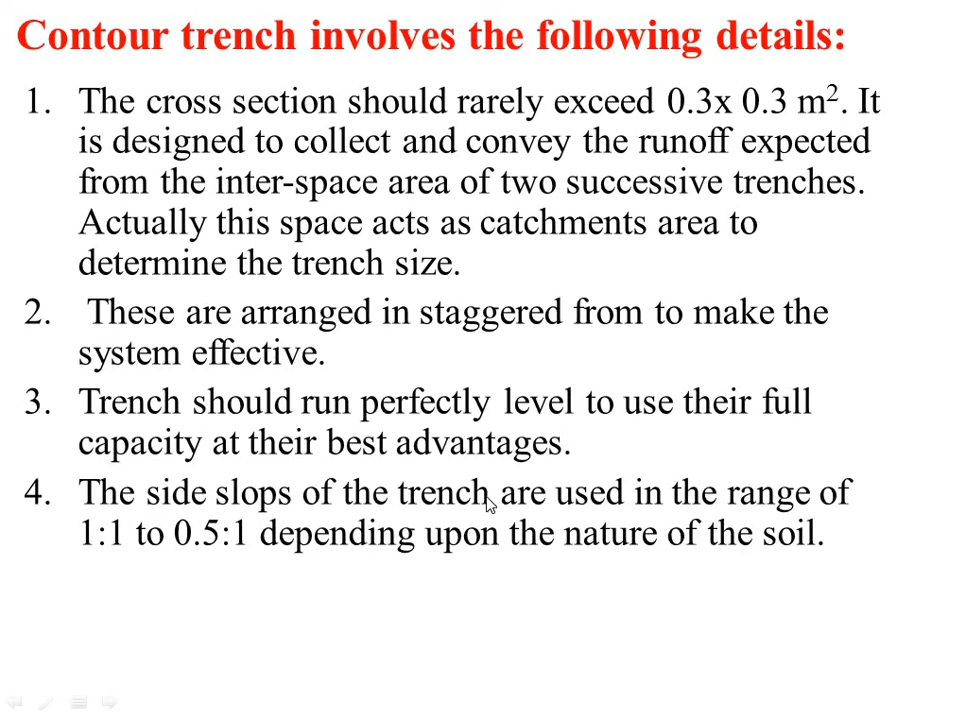 Contour trench involves the following details:
1. The cross section should rarely exceed 0.3x 0.3 m². It
is designed to collect and convey the runoff expected
from the inter-space area of two successive trenches.
Actually this space acts as catchments area to
determine the trench size.
2. These are arranged in staggered from to make the
system effective.
3. Trench should run perfectly level to use their full
capacity at their best advantages.
4. The side slops of the trench are used in the range of
1:1 to 0.5:1 depending upon the nature of the soil.